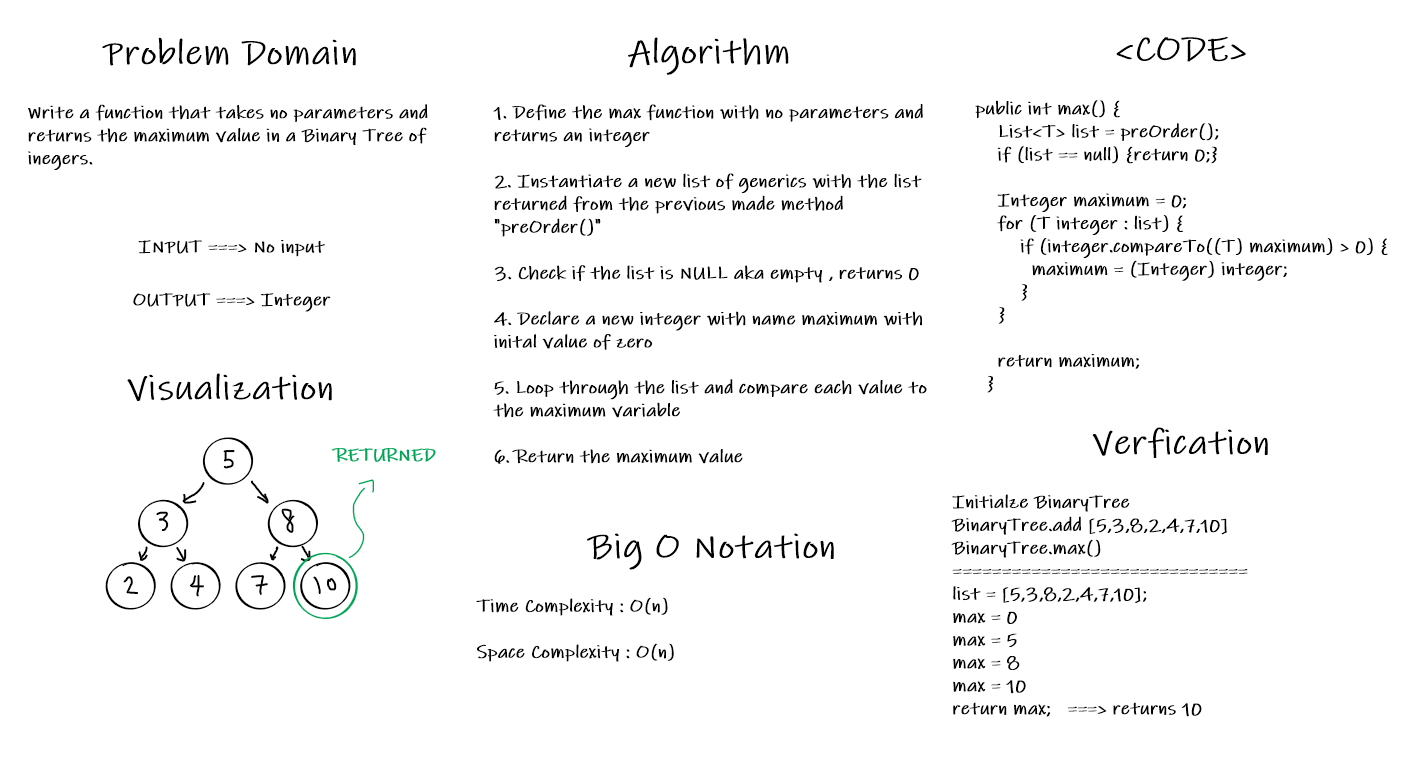 Problem Domain
Write a function that takes no parameters and
returns the maximum value in a Binary Tree of
inegers.
INPUT ===> No input
OUTPUT ===> Integer
Visualization
RETURNED
5
3
8
2
4
7
10
Algorithm
1. Define the max function with no parameters and
returns an integer
2. Instantiate a new list of generics with the list
returned from the previous made method
"preOrder()"
3. Check if the list is NULL aka empty , returns 0
4. Declare a new integer with name maximum with
inital value of zero
5. Loop through the list and compare each value to
the maximum variable
6. Return the maximum value
Big O Notation
Time Complexity : O(n)
Space Complexity : O(n)
<CODE>
public int max() {
List<T> list = preOrder();
if (list == null) {return 0;}
Integer maximum = 0;
for (T integer : list) {
if (integer.compareTo((T) maximum) > 0) {
maximum = (Integer) integer;
}
}
return maximum;
}
Verfication
Initialze BinaryTree
BinaryTree.add [5,3,8,2,4,7,10]
BinaryTree.max()
==============================
list = [5,3,8,2,4,7,10];
max = 0
max = 5
max = 8
max = 10
return max; ===> returns 10